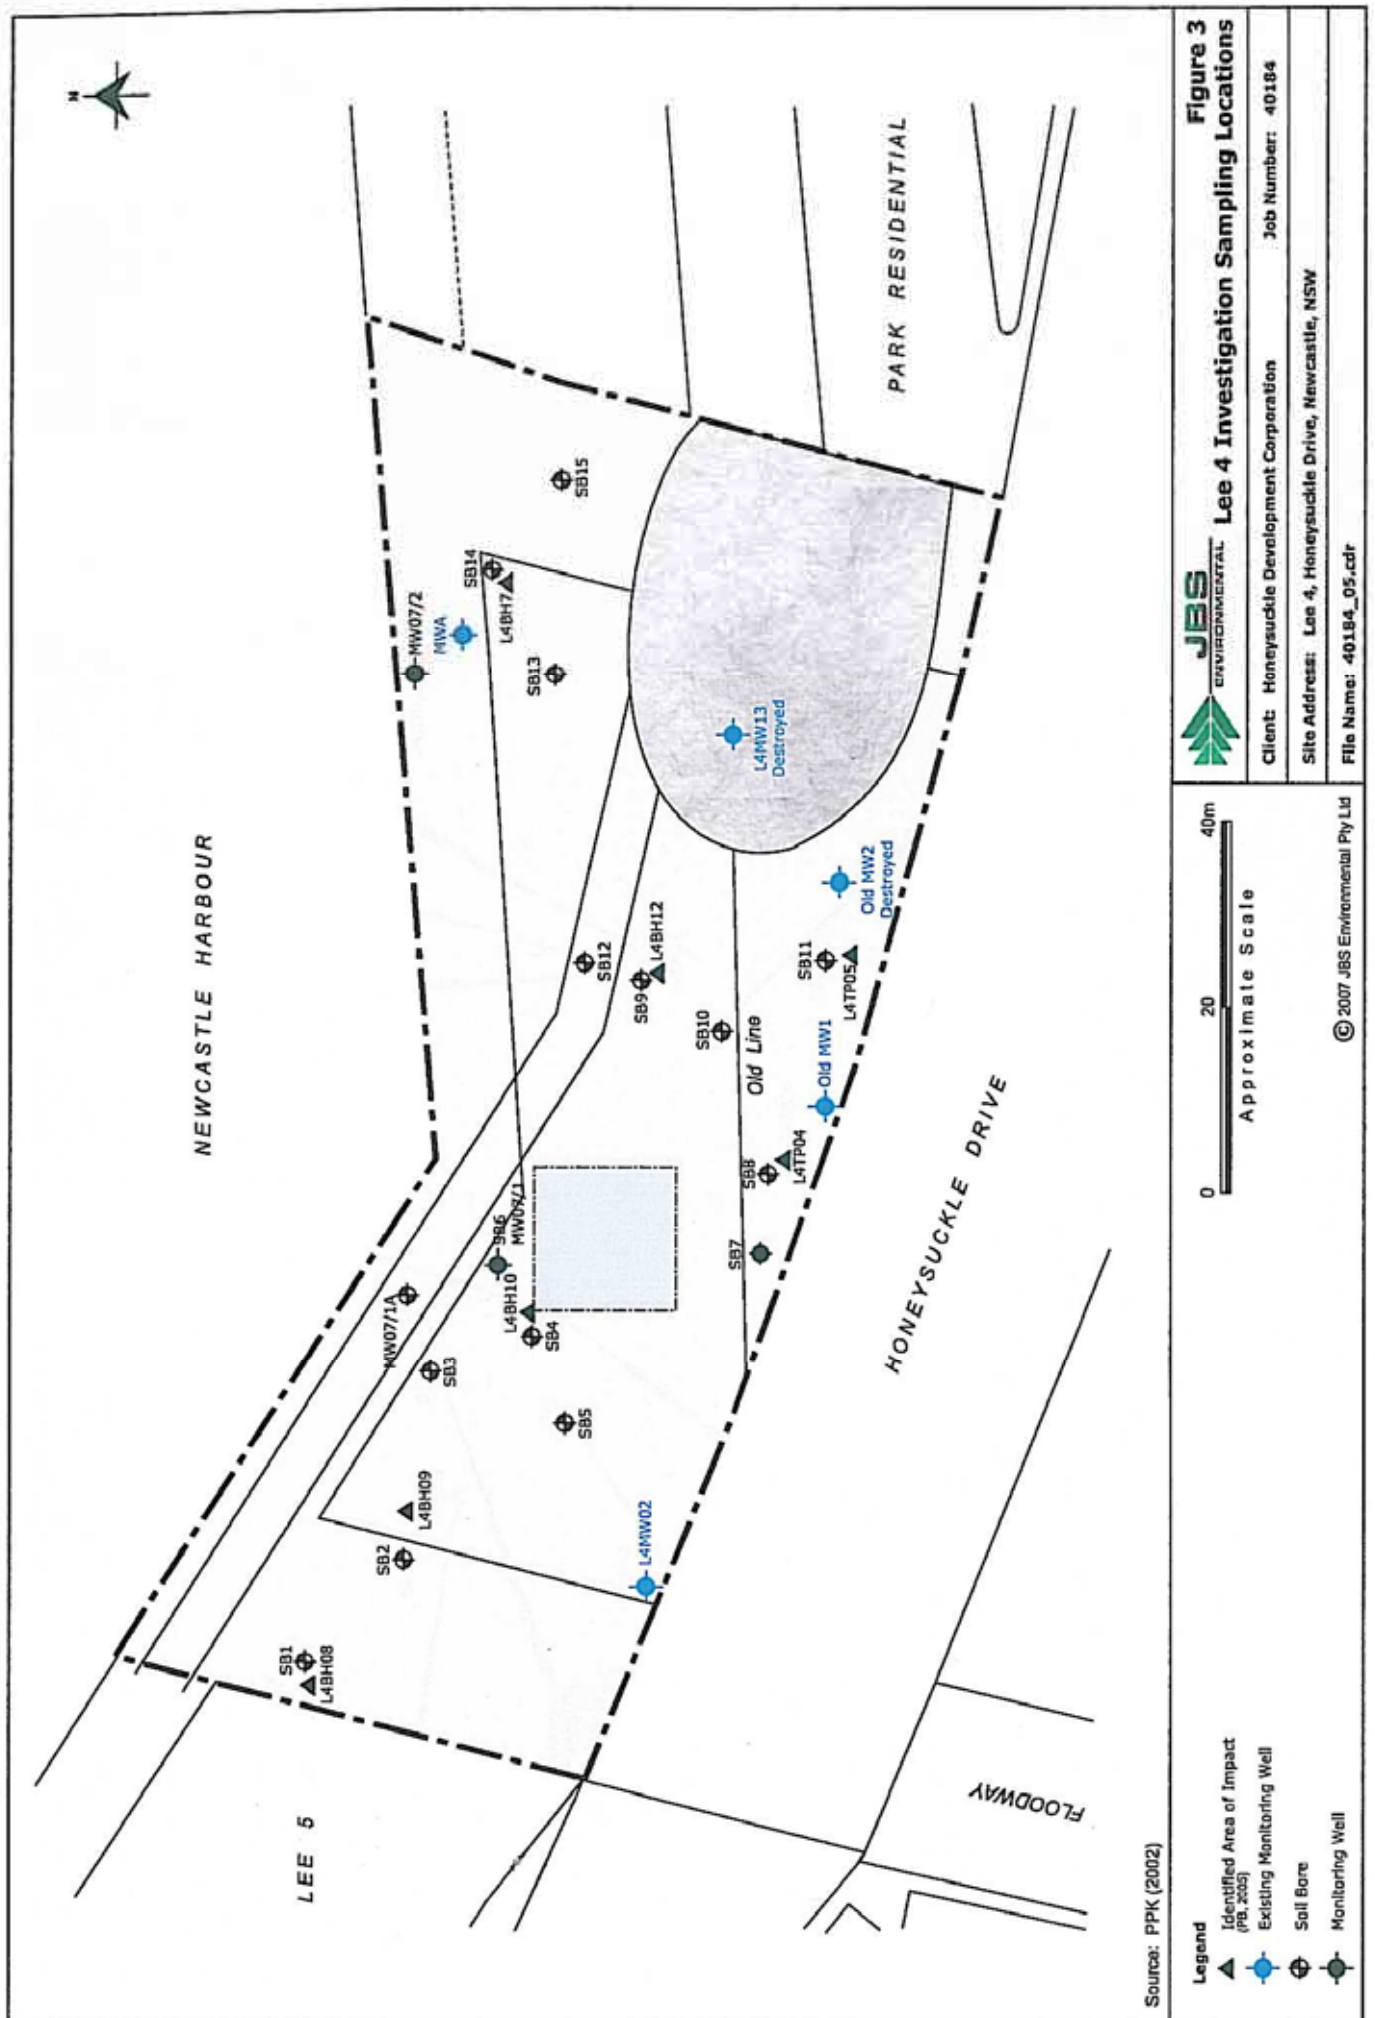 N
NEWCASTLE HARBOUR
LEE 5
PARK RESIDENTIAL
HONEYSUCKLE DRIVE
FLOODWAY
SB1
L4BH08
SB2
L4BH09
MW07/1A
SB3
L4BH10
SB4
SB5
SB6
MW07/1
L4MW02
SB7
SB8
L4TP04
Old Line
Old MW1
SB10
SB9
L4BH12
SB12
SB11
L4TP05
Old MW2
Destroyed
L4MW13
Destroyed
MW07/2
MWA
SB14
L4BH7
SB13
SB15
Source: PPK (2002)
Legend
Identified Area of Impact
(PB, 2005)
Existing Monitoring Well
Soil Bore
Monitoring Well
0
20
40m
Approximate Scale
© 2007 JBS Environmental Pty Ltd
JBS
ENVIRONMENTAL
Figure 3
Lee 4 Investigation Sampling Locations
Client: Honeysuckle Development Corporation
Job Number: 40184
Site Address: Lee 4, Honeysuckle Drive, Newcastle, NSW
File Name: 40184_05.cdr